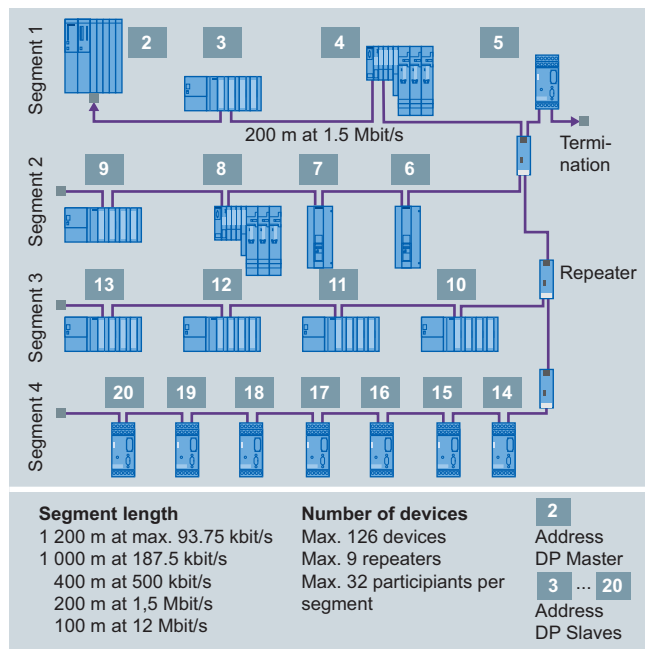 Segment 1
2
3
4
5
200 m at 1.5 Mbit/s
Termi-
nation
Segment 2
9
8
7
6
Repeater
Segment 3
13
12
11
10
Segment 4
20
19
18
17
16
15
14
Segment length
1 200 m at max. 93.75 kbit/s
1 000 m at 187.5 kbit/s
400 m at 500 kbit/s
200 m at 1,5 Mbit/s
100 m at 12 Mbit/s
Number of devices
Max. 126 devices
Max. 9 repeaters
Max. 32 participiants per
segment
2
Address
DP Master
3 ... 20
Address
DP Slaves